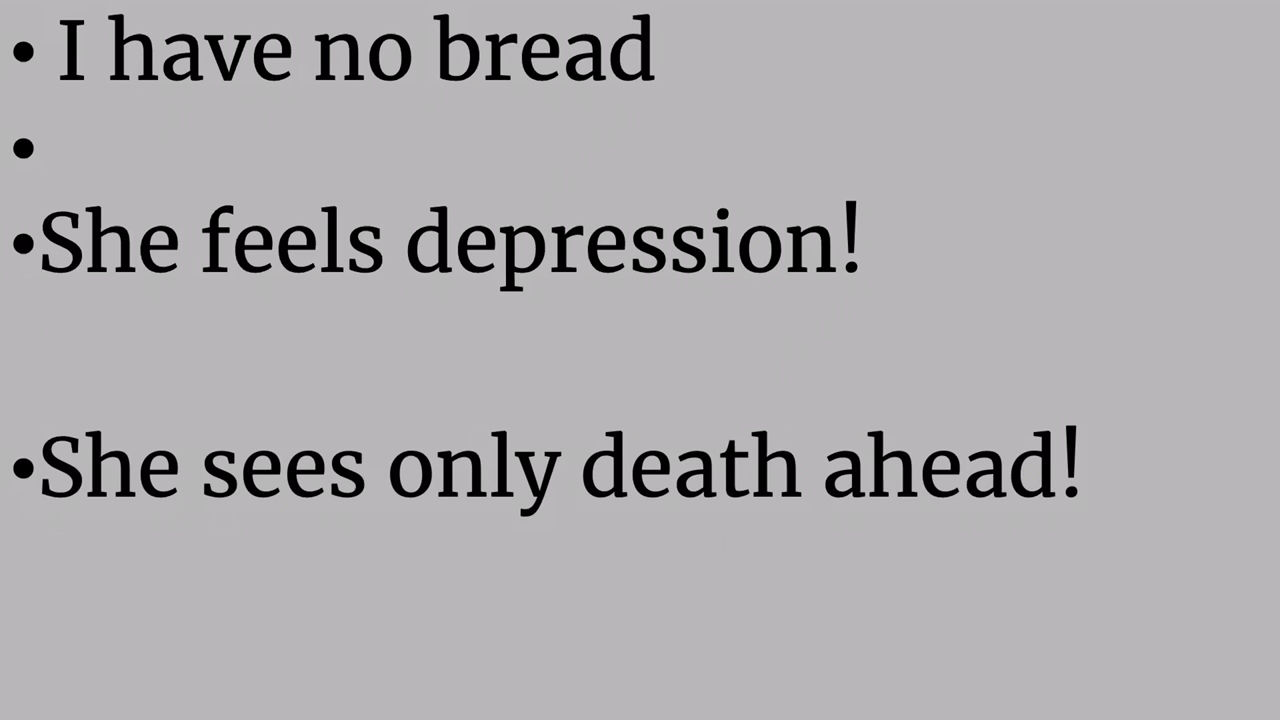 • I have no bread
•
•She feels depression!
•She sees only death ahead!